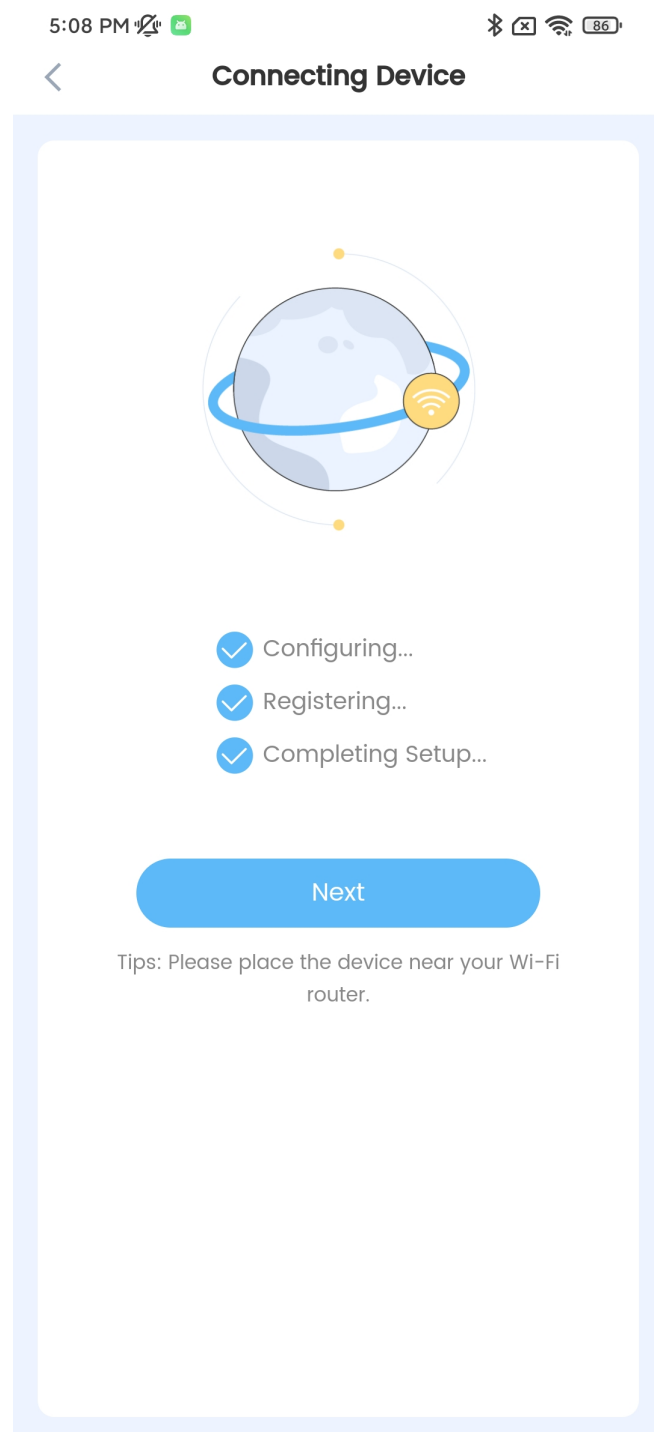 5:08 PM 86
Connecting Device
Configuring...
Registering...
Completing Setup...
Next
Tips: Please place the device near your Wi-Fi
router.